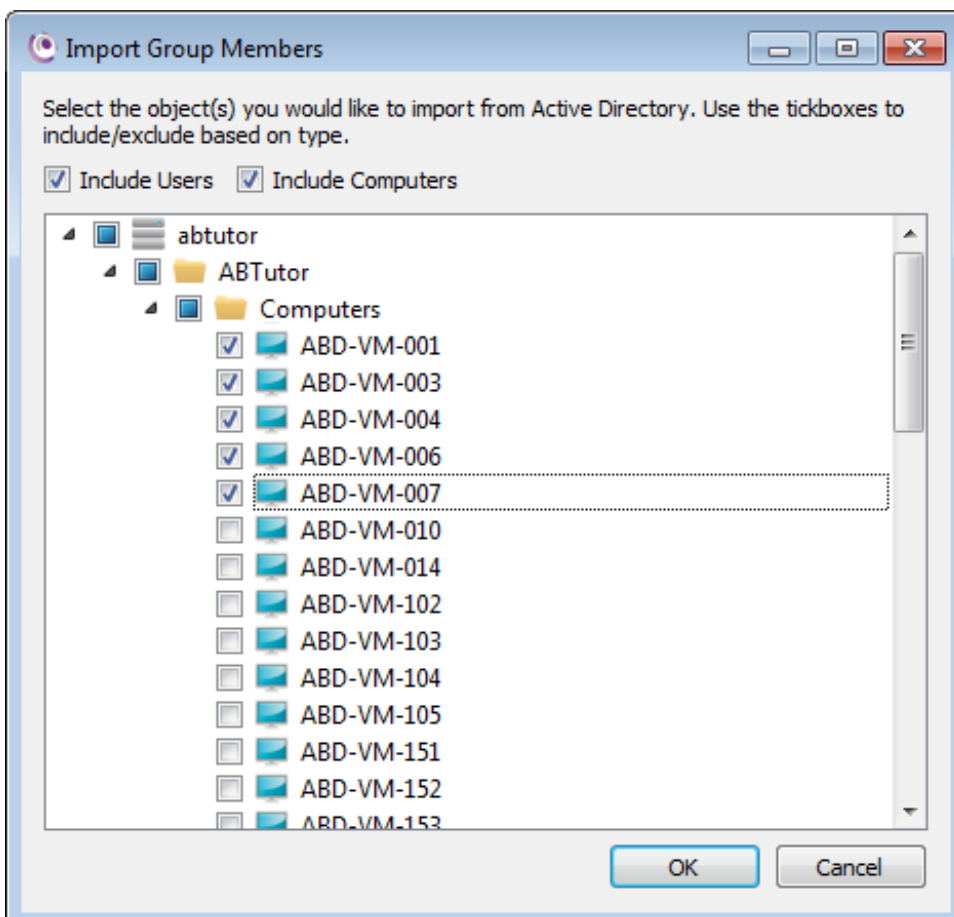 Import Group Members
Select the object(s) you would like to import from Active Directory. Use the tickboxes to
include/exclude based on type.
Include Users Include Computers
abtutor
ABTutor
Computers
ABD-VM-001
ABD-VM-003
ABD-VM-004
ABD-VM-006
ABD-VM-007
ABD-VM-010
ABD-VM-014
ABD-VM-102
ABD-VM-103
ABD-VM-104
ABD-VM-105
ABD-VM-151
ABD-VM-152
ABD-VM-153
OK Cancel